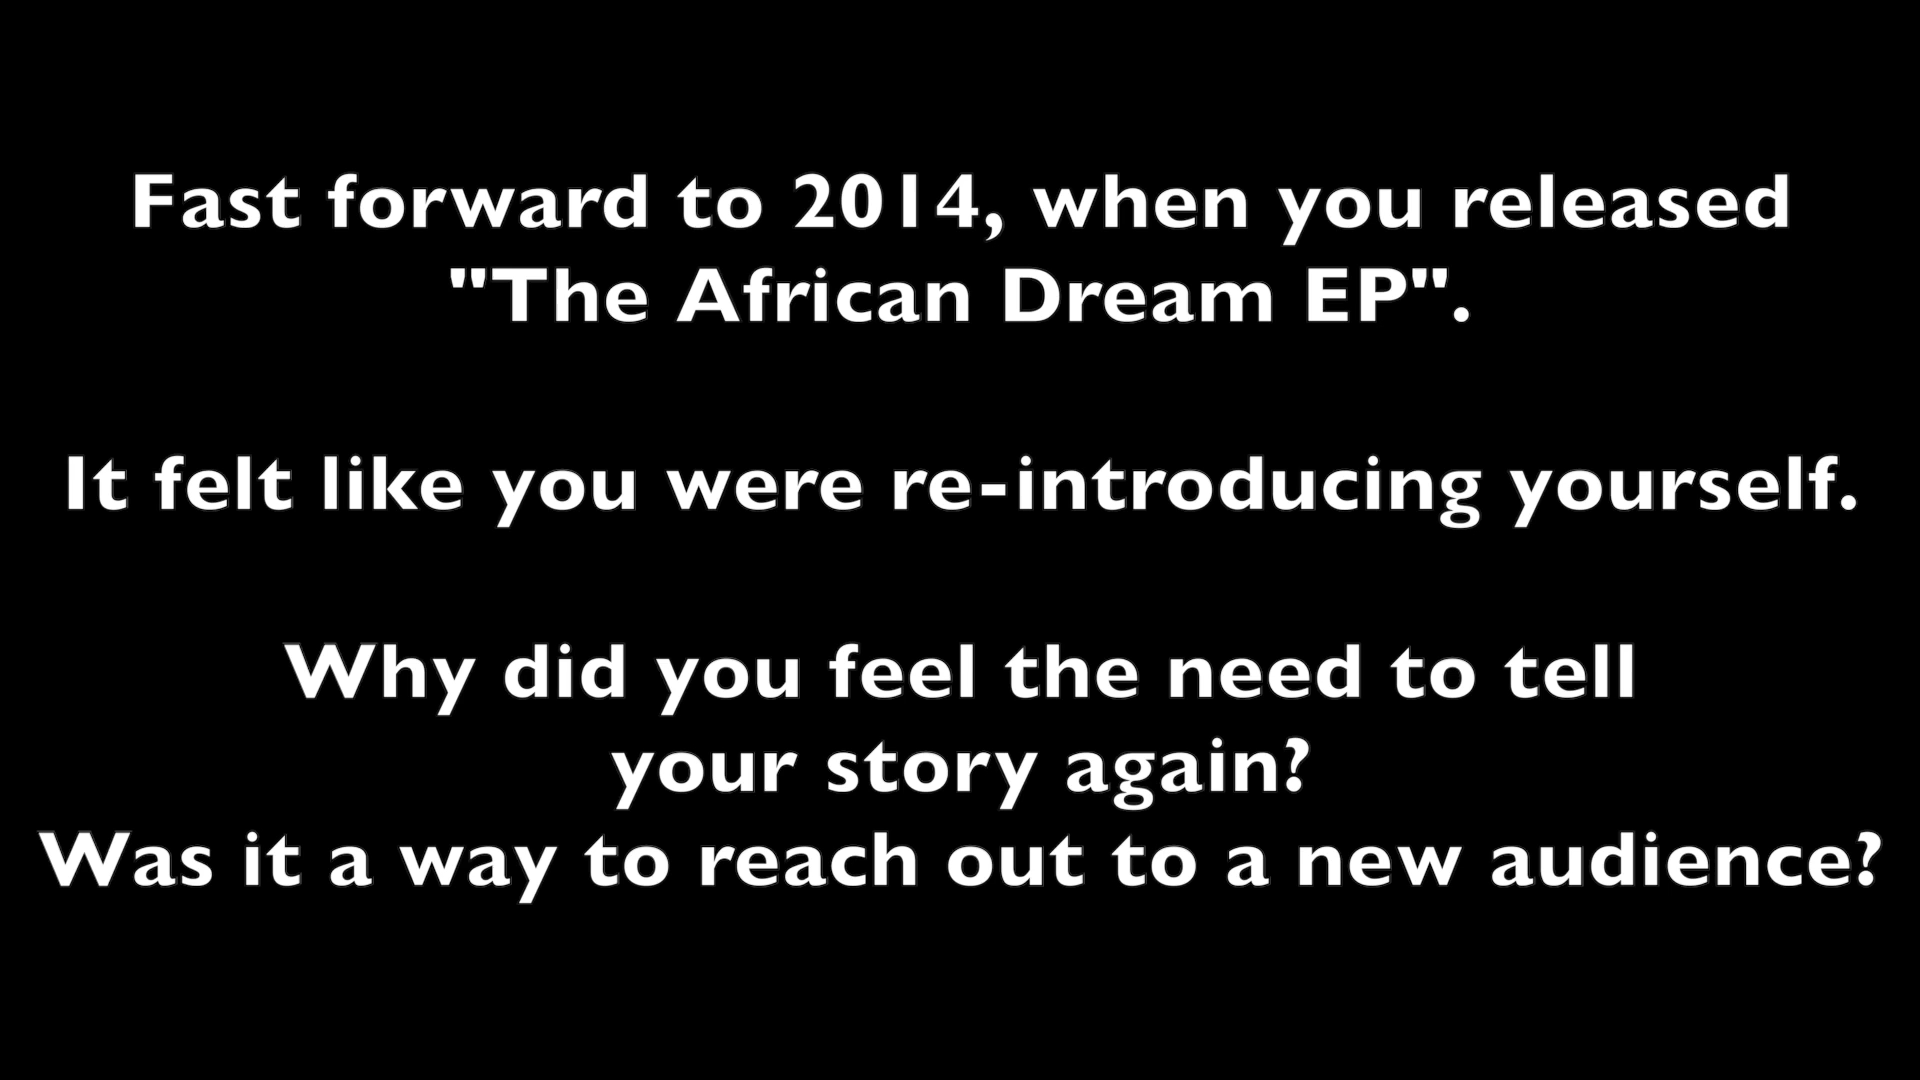 Fast forward to 2014, when you released
"The African Dream EP".
It felt like you were re-introducing yourself.
Why did you feel the need to tell
your story again?
Was it a way to reach out to a new audience?